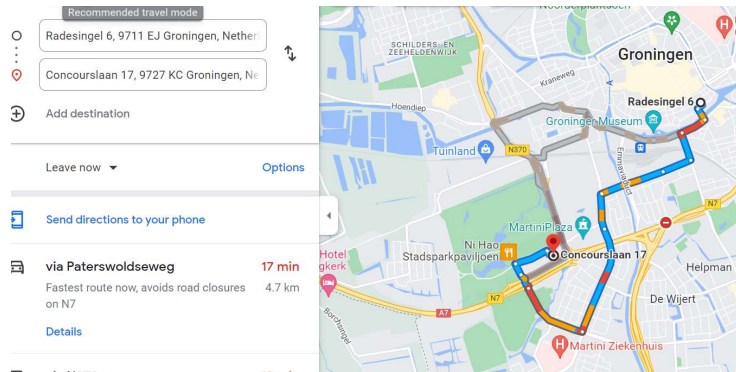 Recommended travel mode
Radesingel 6, 9711 EJ Groningen, Netherl
Concourslaan 17, 9727 KC Groningen, Ne
Add destination
Leave now
Options
Send directions to your phone
via Paterswoldseweg
17 min
Fastest route now, avoids road closures
4.7 km
on N7
Details
SCHILDERS- EN
ZEEHELDENWIJK
Groningen
Kraneweg
Radesingel 6
Hoendiep
Groninger Museum
Tuinland
N370
Emmaviaduct
N7
MartiniPlaza
Ni Hao
Stadsparkpaviljoen
Concourslaan 17
Hotel
Helpman
N7
De Wijert
A7
Borchsingel
Martini Ziekenhuis